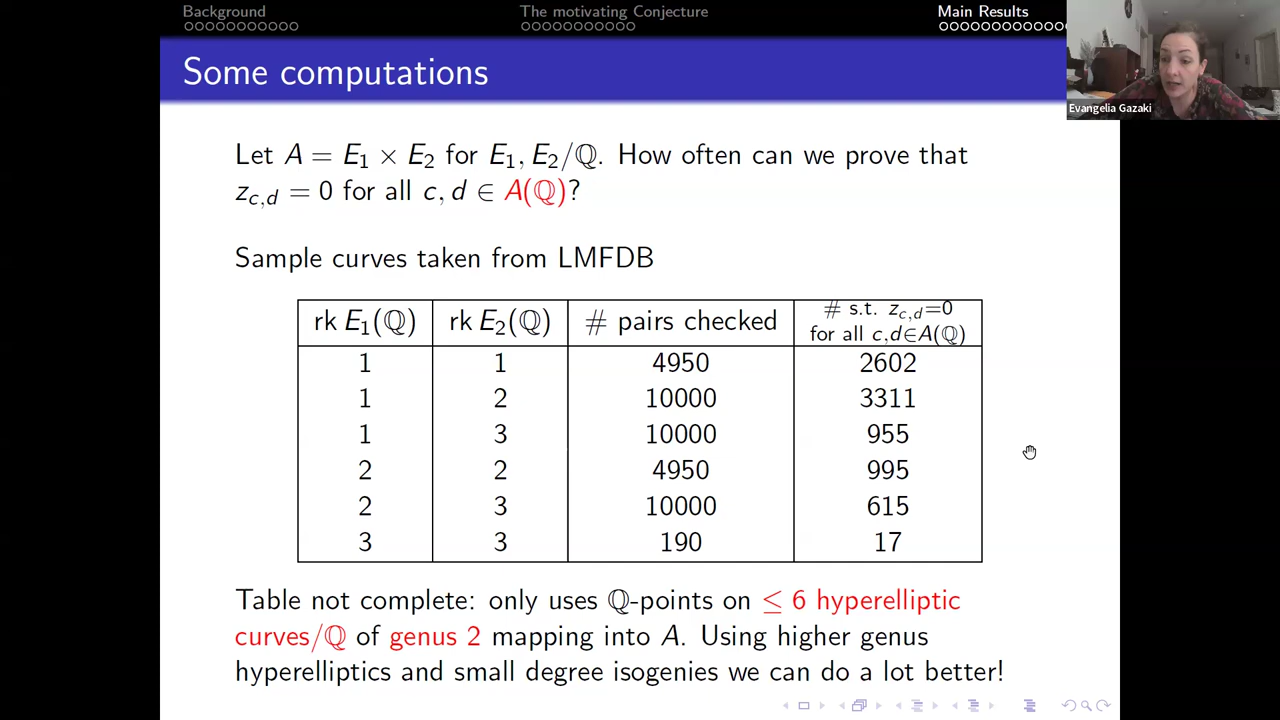 Background The motivating Conjecture Main Results
Some computations
Evangelia Gazaki
Let A = E₁ × E₂ for E₁, E₂/ℚ. How often can we prove that
z_{c,d} = 0 for all c, d ∈ A(ℚ)?
Sample curves taken from LMFDB
rk E₁(ℚ) rk E₂(ℚ) # pairs checked # s.t. z_{c,d}=0 for all c,d∈A(ℚ)
1 1 4950 2602
1 2 10000 3311
1 3 10000 955
2 2 4950 995
2 3 10000 615
3 3 190 17
Table not complete: only uses ℚ-points on ≤ 6 hyperelliptic
curves/ℚ of genus 2 mapping into A. Using higher genus
hyperelliptics and small degree isogenies we can do a lot better!